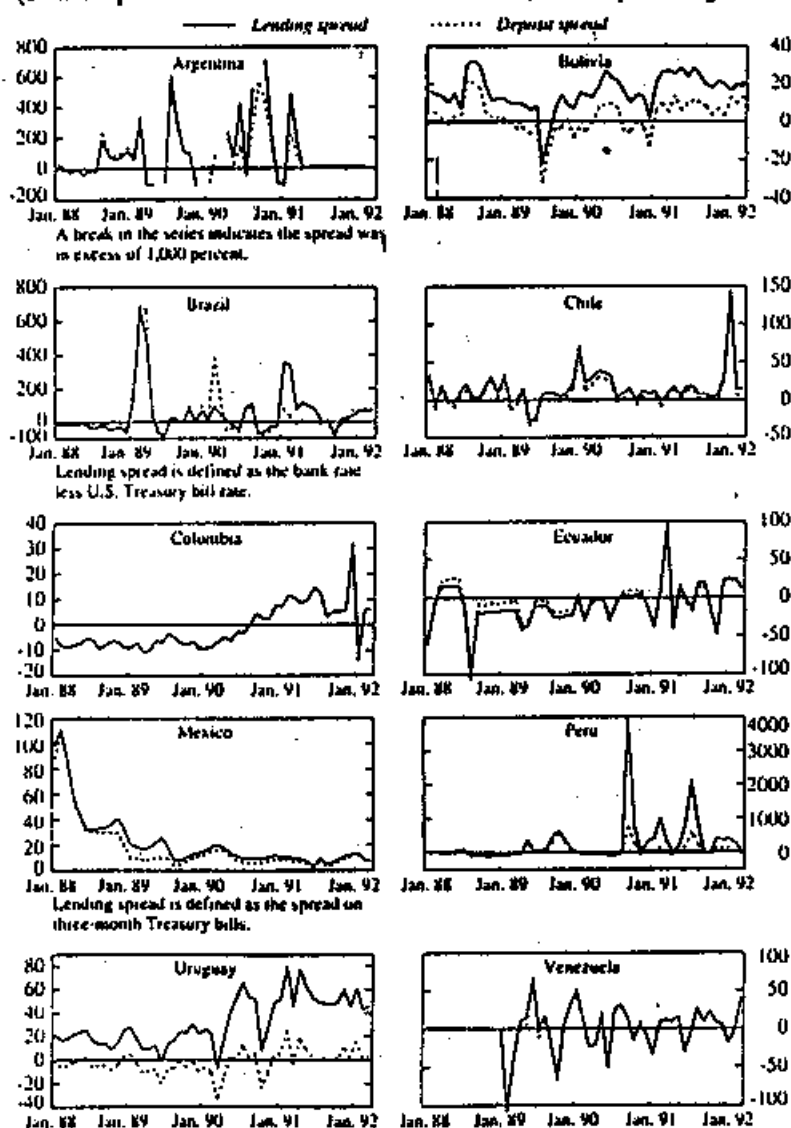 Lending spread Deposit spread
Argentina
800
600
400
200
0
-200
Jan. 88 Jan. 89 Jan. 90 Jan. 91 Jan. 92
A break in the series indicates the spread was
in excess of 1,000 percent.
Bolivia
40
20
0
-20
-40
Jan. 88 Jan. 89 Jan. 90 Jan. 91 Jan. 92
Brazil
800
600
400
200
0
-100
Jan. 88 Jan. 89 Jan. 90 Jan. 91 Jan. 92
Lending spread is defined as the bank rate
less U.S. Treasury bill rate.
Chile
150
100
50
0
-50
Jan. 88 Jan. 89 Jan. 90 Jan. 91 Jan. 92
Colombia
40
30
20
10
0
-10
-20
Jan. 88 Jan. 89 Jan. 90 Jan. 91 Jan. 92
Ecuador
100
50
0
-50
-100
Jan. 88 Jan. 89 Jan. 90 Jan. 91 Jan. 92
Mexico
120
100
80
60
40
20
0
Jan. 88 Jan. 89 Jan. 90 Jan. 91 Jan. 92
Lending spread is defined as the spread on
three-month Treasury bills.
Peru
4000
3000
2000
1000
0
Jan. 88 Jan. 89 Jan. 90 Jan. 91 Jan. 92
Uruguay
80
60
40
20
0
-20
-40
Jan. 88 Jan. 89 Jan. 90 Jan. 91 Jan. 92
Venezuela
100
50
0
-50
-100
Jan. 88 Jan. 89 Jan. 90 Jan. 91 Jan. 92